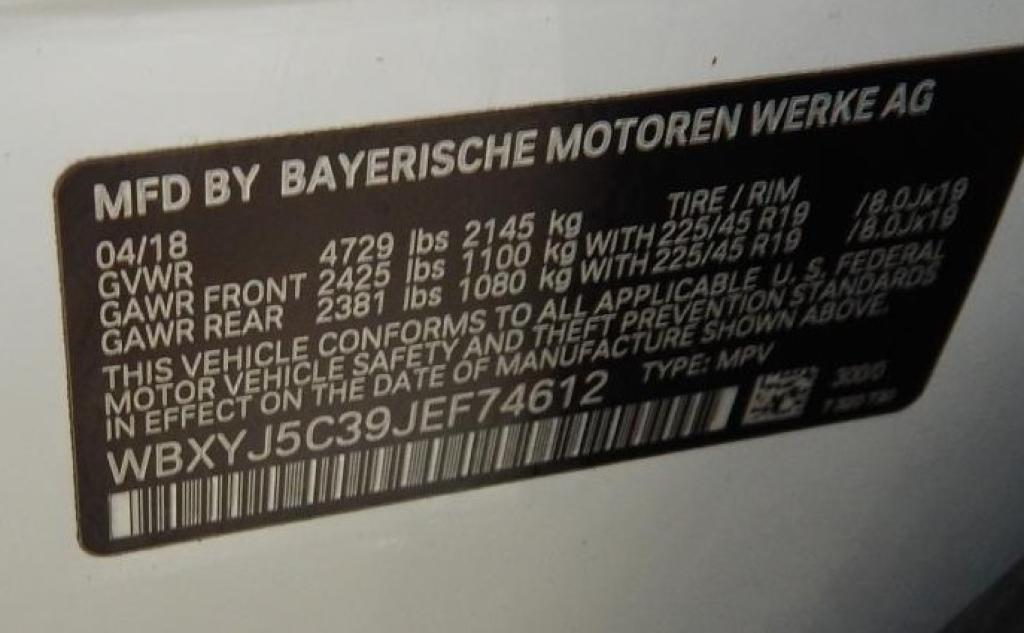 MFD BY BAYERISCHE MOTOREN WERKE AG
04/18 TIRE / RIM
GVWR 4729 lbs 2145 kg
GAWR FRONT 2425 lbs 1100 kg WITH 225/45 R19 /8.0Jx19
GAWR REAR 2381 lbs 1080 kg WITH 225/45 R19 /8.0Jx19
THIS VEHICLE CONFORMS TO ALL APPLICABLE U. S. FEDERAL
MOTOR VEHICLE SAFETY AND THEFT PREVENTION STANDARDS
IN EFFECT ON THE DATE OF MANUFACTURE SHOWN ABOVE.
WBXYJ5C39JEF74612 TYPE: MPV